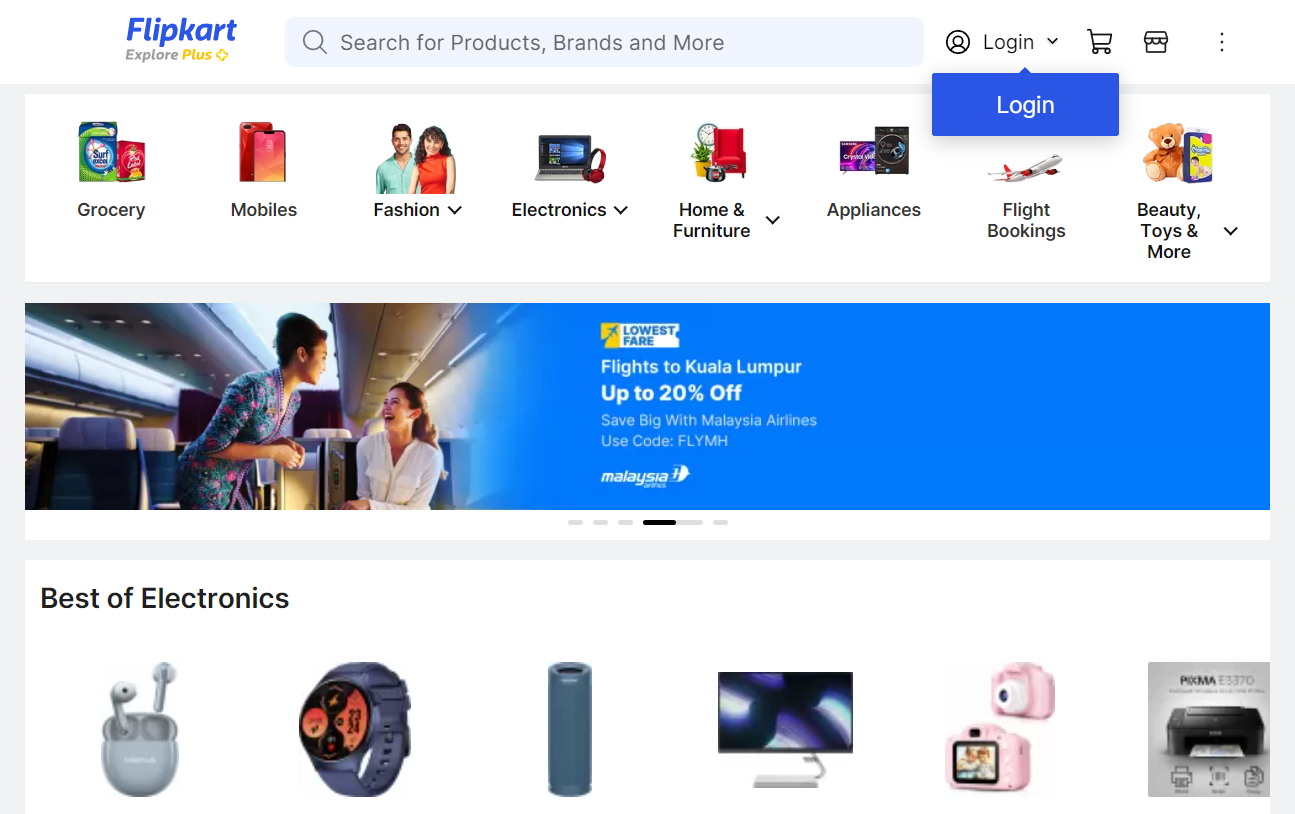 Flipkart
Explore Plus
Search for Products, Brands and More
Login
Login
Surf excel
Grocery
Mobiles
Fashion
Electronics
Home &
Furniture
Appliances
Flight
Bookings
Beauty,
Toys &
More
LOWEST
FARE
Flights to Kuala Lumpur
Up to 20% Off
Save Big With Malaysia Airlines
Use Code: FLYMH
malaysia
airlines
Best of Electronics
PIXMA E3370